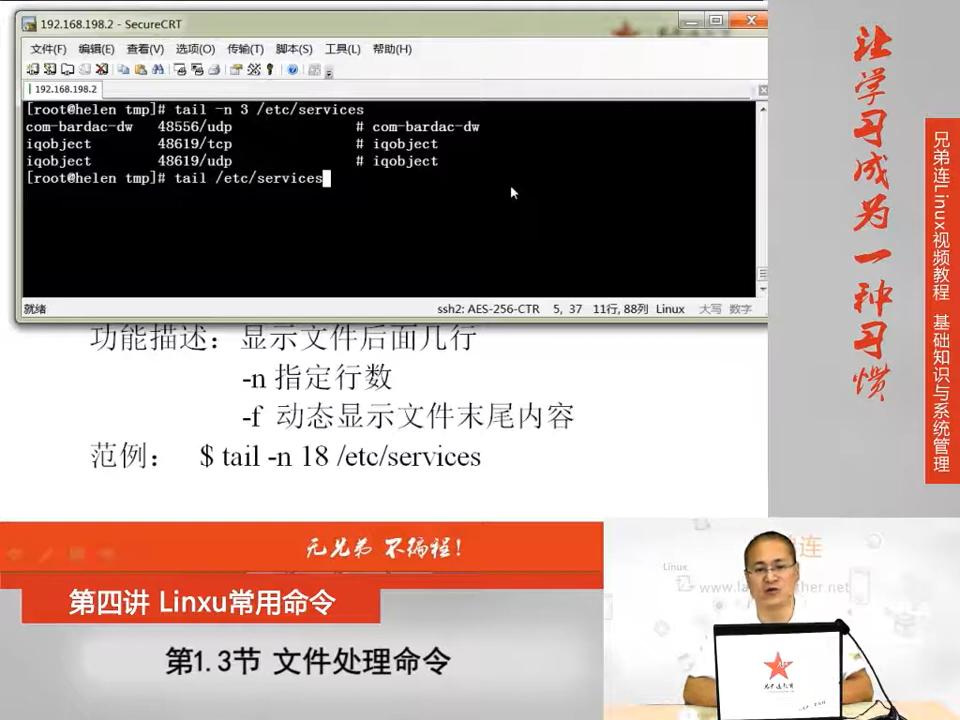 192.168.198.2 - SecureCRT
文件(F) 编辑(E) 查看(V) 选项(O) 传输(T) 脚本(S) 工具(L) 帮助(H)
192.168.198.2
[root@helen tmp]# tail -n 3 /etc/services
com-bardac-dw 48556/udp # com-bardac-dw
iqobject 48619/tcp # iqobject
iqobject 48619/udp # iqobject
[root@helen tmp]# tail /etc/services
就绪 ssh2: AES-256-CTR 5, 37 11行, 88列 Linux 大写 数字
功能描述：显示文件后面几行
-n 指定行数
-f 动态显示文件末尾内容
范例： $ tail -n 18 /etc/services
让学习成为一种习惯
兄弟连Linux视频教程 基础知识与系统管理
无兄弟 不编程！
第四讲 Linxu常用命令
第1.3节 文件处理命令
连
Linux